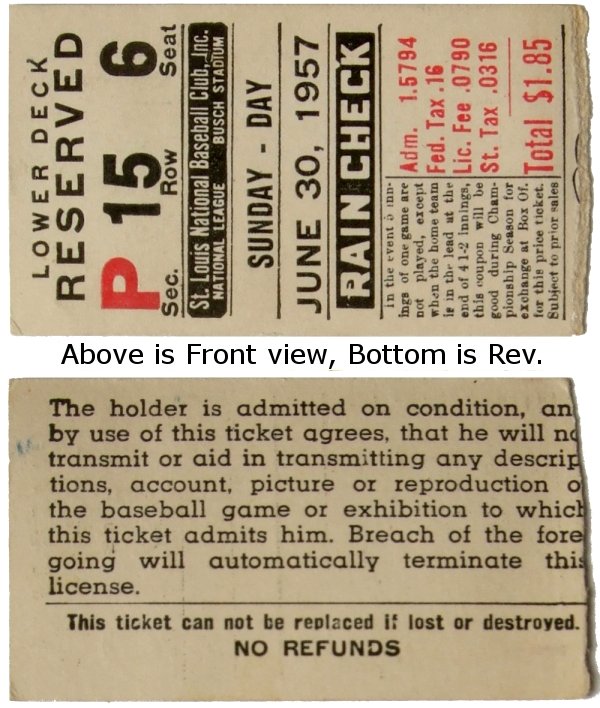 LOWER DECK
RESERVED
P 15 6
Sec. Row Seat
St. Louis National Baseball Club, Inc.
NATIONAL LEAGUE BUSCH STADIUM
SUNDAY - DAY
JUNE 30, 1957
RAIN CHECK
In the event 5 inn-
ings of one game are
not played, except
when the home team
is in the lead at the
end of 4 1-2 innings,
this coupon will be
good during Cham-
pionship Season for
exchange at Box Of.
for this price ticket.
Subject to prior sales
Adm. 1.5794
Fed. Tax .16
Lic. Fee .0790
St. Tax .0316
Total $1.85
Above is Front view, Bottom is Rev.
The holder is admitted on condition, an
by use of this ticket agrees, that he will no
transmit or aid in transmitting any descrip
tions, account, picture or reproduction o
the baseball game or exhibition to which
this ticket admits him. Breach of the fore
going will automatically terminate this
license.
This ticket can not be replaced if lost or destroyed.
NO REFUNDS